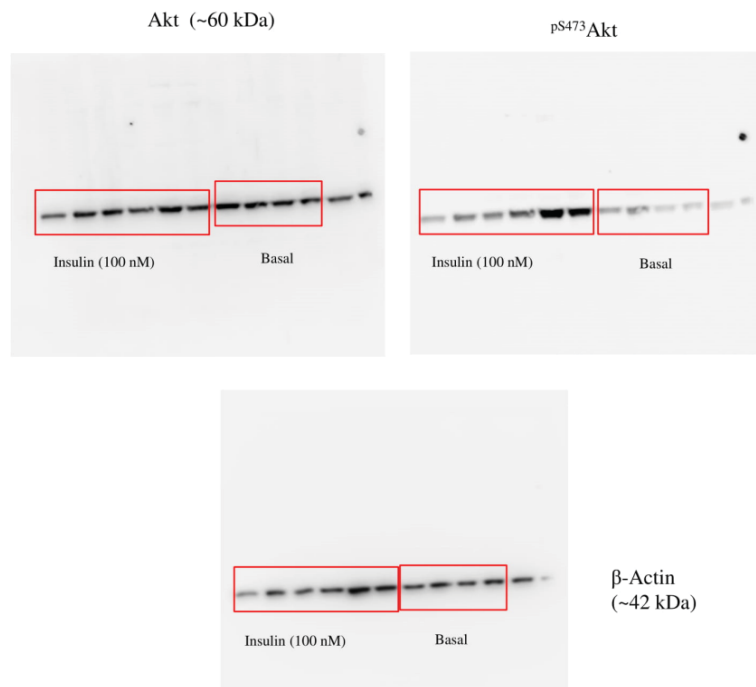 Akt (~60 kDa)
pS473Akt
Insulin (100 nM)
Basal
Insulin (100 nM)
Basal
β-Actin
(~42 kDa)
Insulin (100 nM)
Basal